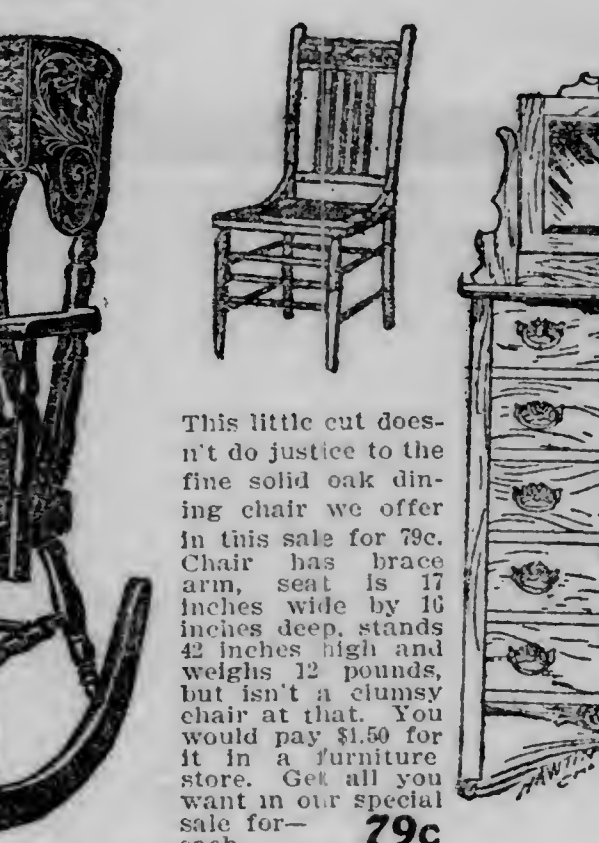 This little cut does-
n't do justice to the
fine solid oak din-
ing chair we offer
in this sale for 79c.
Chair has brace
arm, seat is 17
inches wide by 16
inches deep, stands
42 inches high and
weighs 12 pounds,
but isn't a clumsy
chair at that. You
would pay $1.50 for
it in a furniture
store. Get all you
want in our special
sale for—
79c